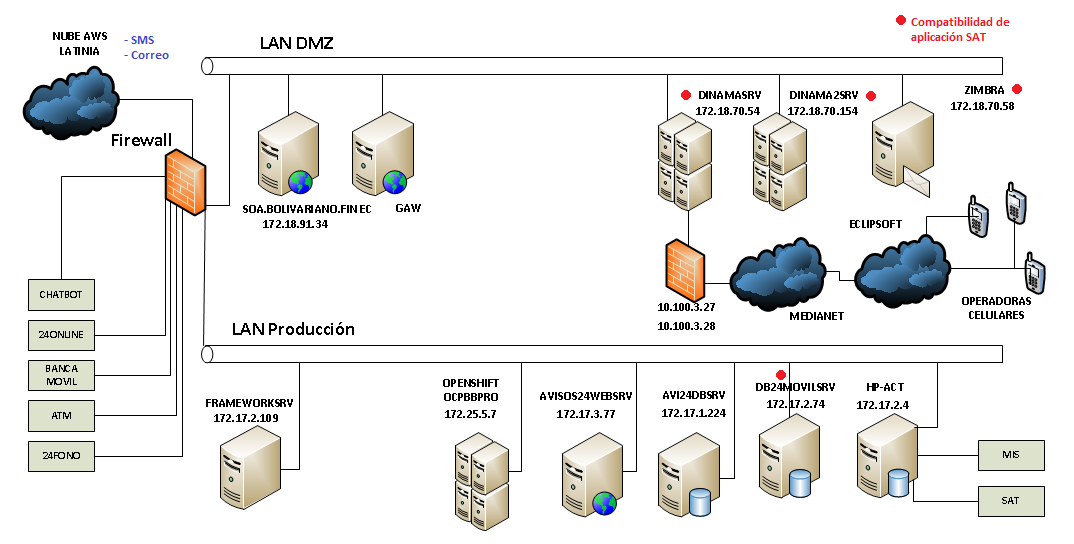 NUBE AWS
LATINIA
- SMS
- Correo
LAN DMZ
Compatibilidad de
aplicación SAT
Firewall
SOA.BOLIVARIANO.FIN.EC
172.18.91.34
GAW
DINAMASRV
172.18.70.54
DINAMA2SRV
172.18.70.154
ZIMBRA
172.18.70.58
ECLIPSOFT
MEDIANET
OPERADORAS
CELULARES
10.100.3.27
10.100.3.28
CHATBOT
24ONLINE
BANCA
MOVIL
ATM
24FONO
LAN Producción
FRAMEWORKSRV
172.17.2.109
OPENSHIFT
OCPBBPRO
172.25.5.7
AVISOS24WEBSRV
172.17.3.77
AVI24DBSRV
172.17.1.224
DB24MOVILSRV
172.17.2.74
HP-ACT
172.17.2.4
MIS
SAT